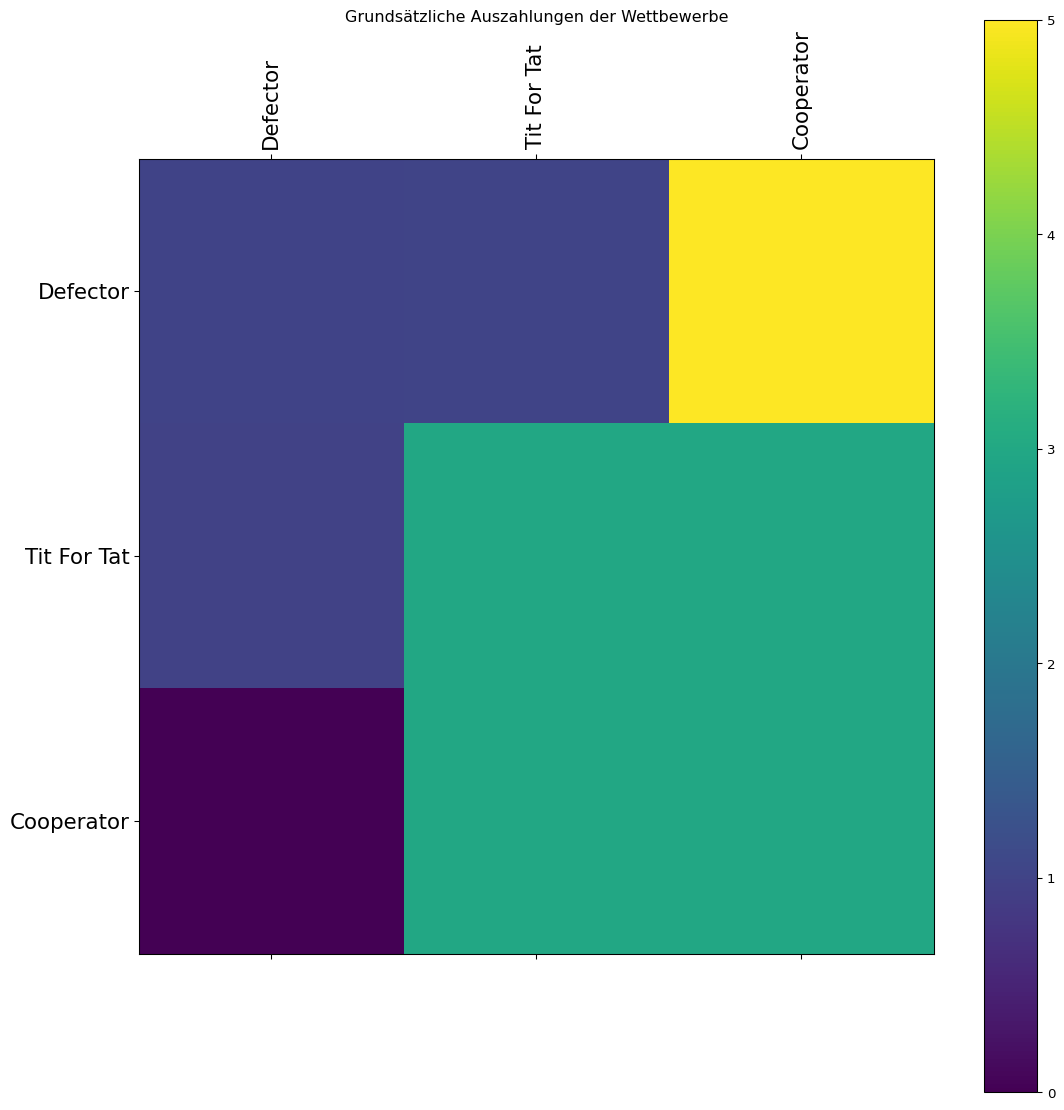 Grundsätzliche Auszahlungen der Wettbewerbe
Defector
Tit For Tat
Cooperator
Defector
Tit For Tat
Cooperator
5
4
3
2
1
0